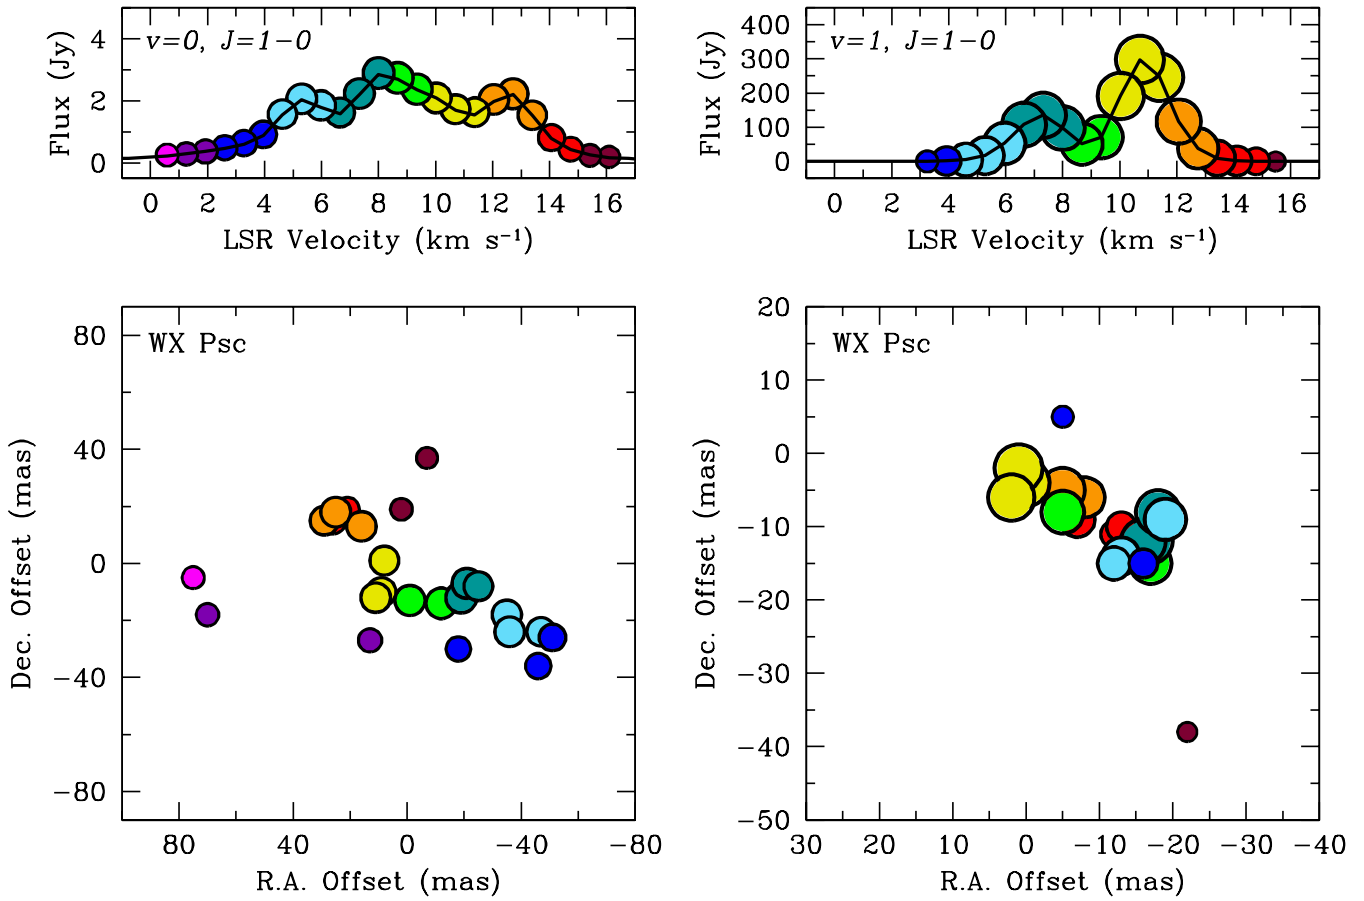 v=0, J=1−0
Flux (Jy)
4
2
0
0 2 4 6 8 10 12 14 16
LSR Velocity (km s⁻¹)
v=1, J=1−0
Flux (Jy)
400
300
200
100
0
0 2 4 6 8 10 12 14 16
LSR Velocity (km s⁻¹)
WX Psc
Dec. Offset (mas)
80
40
0
−40
−80
80 40 0 −40 −80
R.A. Offset (mas)
WX Psc
Dec. Offset (mas)
20
10
0
−10
−20
−30
−40
−50
30 20 10 0 −10 −20 −30 −40
R.A. Offset (mas)